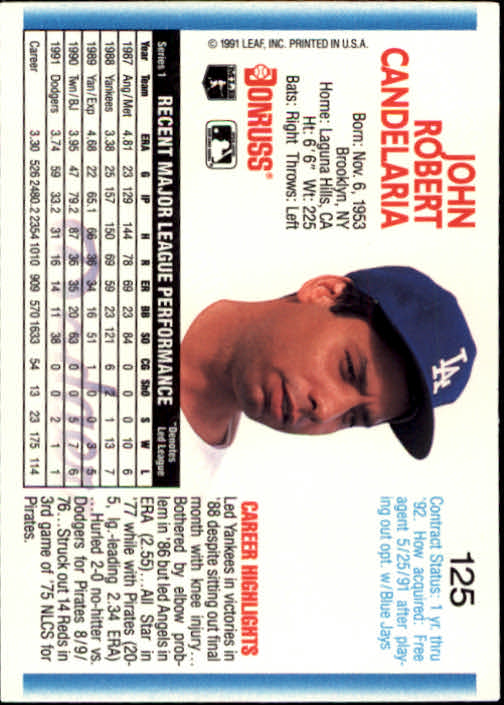 125
JOHN
ROBERT
CANDELARIA
Born: Nov. 6, 1953
Brooklyn, NY
Home: Laguna Hills, CA
Ht: 6'6" Wt: 225
Bats: Right Throws: Left
DONRUSS®
© 1991 LEAF, INC. PRINTED IN U.S.A.
LA
Contract Status: 1 yr. thru
'92. How acquired: Free
agent 5/25/91 after play-
ing out opt. w/Blue Jays
Series 1 RECENT MAJOR LEAGUE PERFORMANCE *Denotes Led League
Year Team ERA G IP H R ER BB SO CG ShO S W L
1987 Ang/Met 4.81 23 129 144 78 69 23 84 0 0 0 10 6
1988 Yankees 3.38 25 157 150 69 59 23 121 6 2 1 13 7
1989 Yan/Exp 4.68 22 65.1 66 36 34 16 51 1 0 0 3 5
1990 Twn/BJ 3.95 47 79.2 87 36 35 20 63 0 0 5 7 6
1991 Dodgers 3.74 59 33.2 31 16 14 11 38 0 0 2 1 1
Career 3.30 526 2480.2 2354 1010 909 570 1633 54 13 23 175 114
CAREER HIGHLIGHTS
Led Yankees in victories in
'88 despite sitting out final
month with knee injury...
Bothered by elbow prob-
lem in '86 but led Angels in
ERA (2.55)...All Star in
'77 while with Pirates (20-
5, lg.-leading 2.34 ERA)
...Hurled 2-0 no-hitter vs.
Dodgers for Pirates 8/9/
76...Struck out 14 Reds in
3rd game of '75 NLCS for
Pirates.